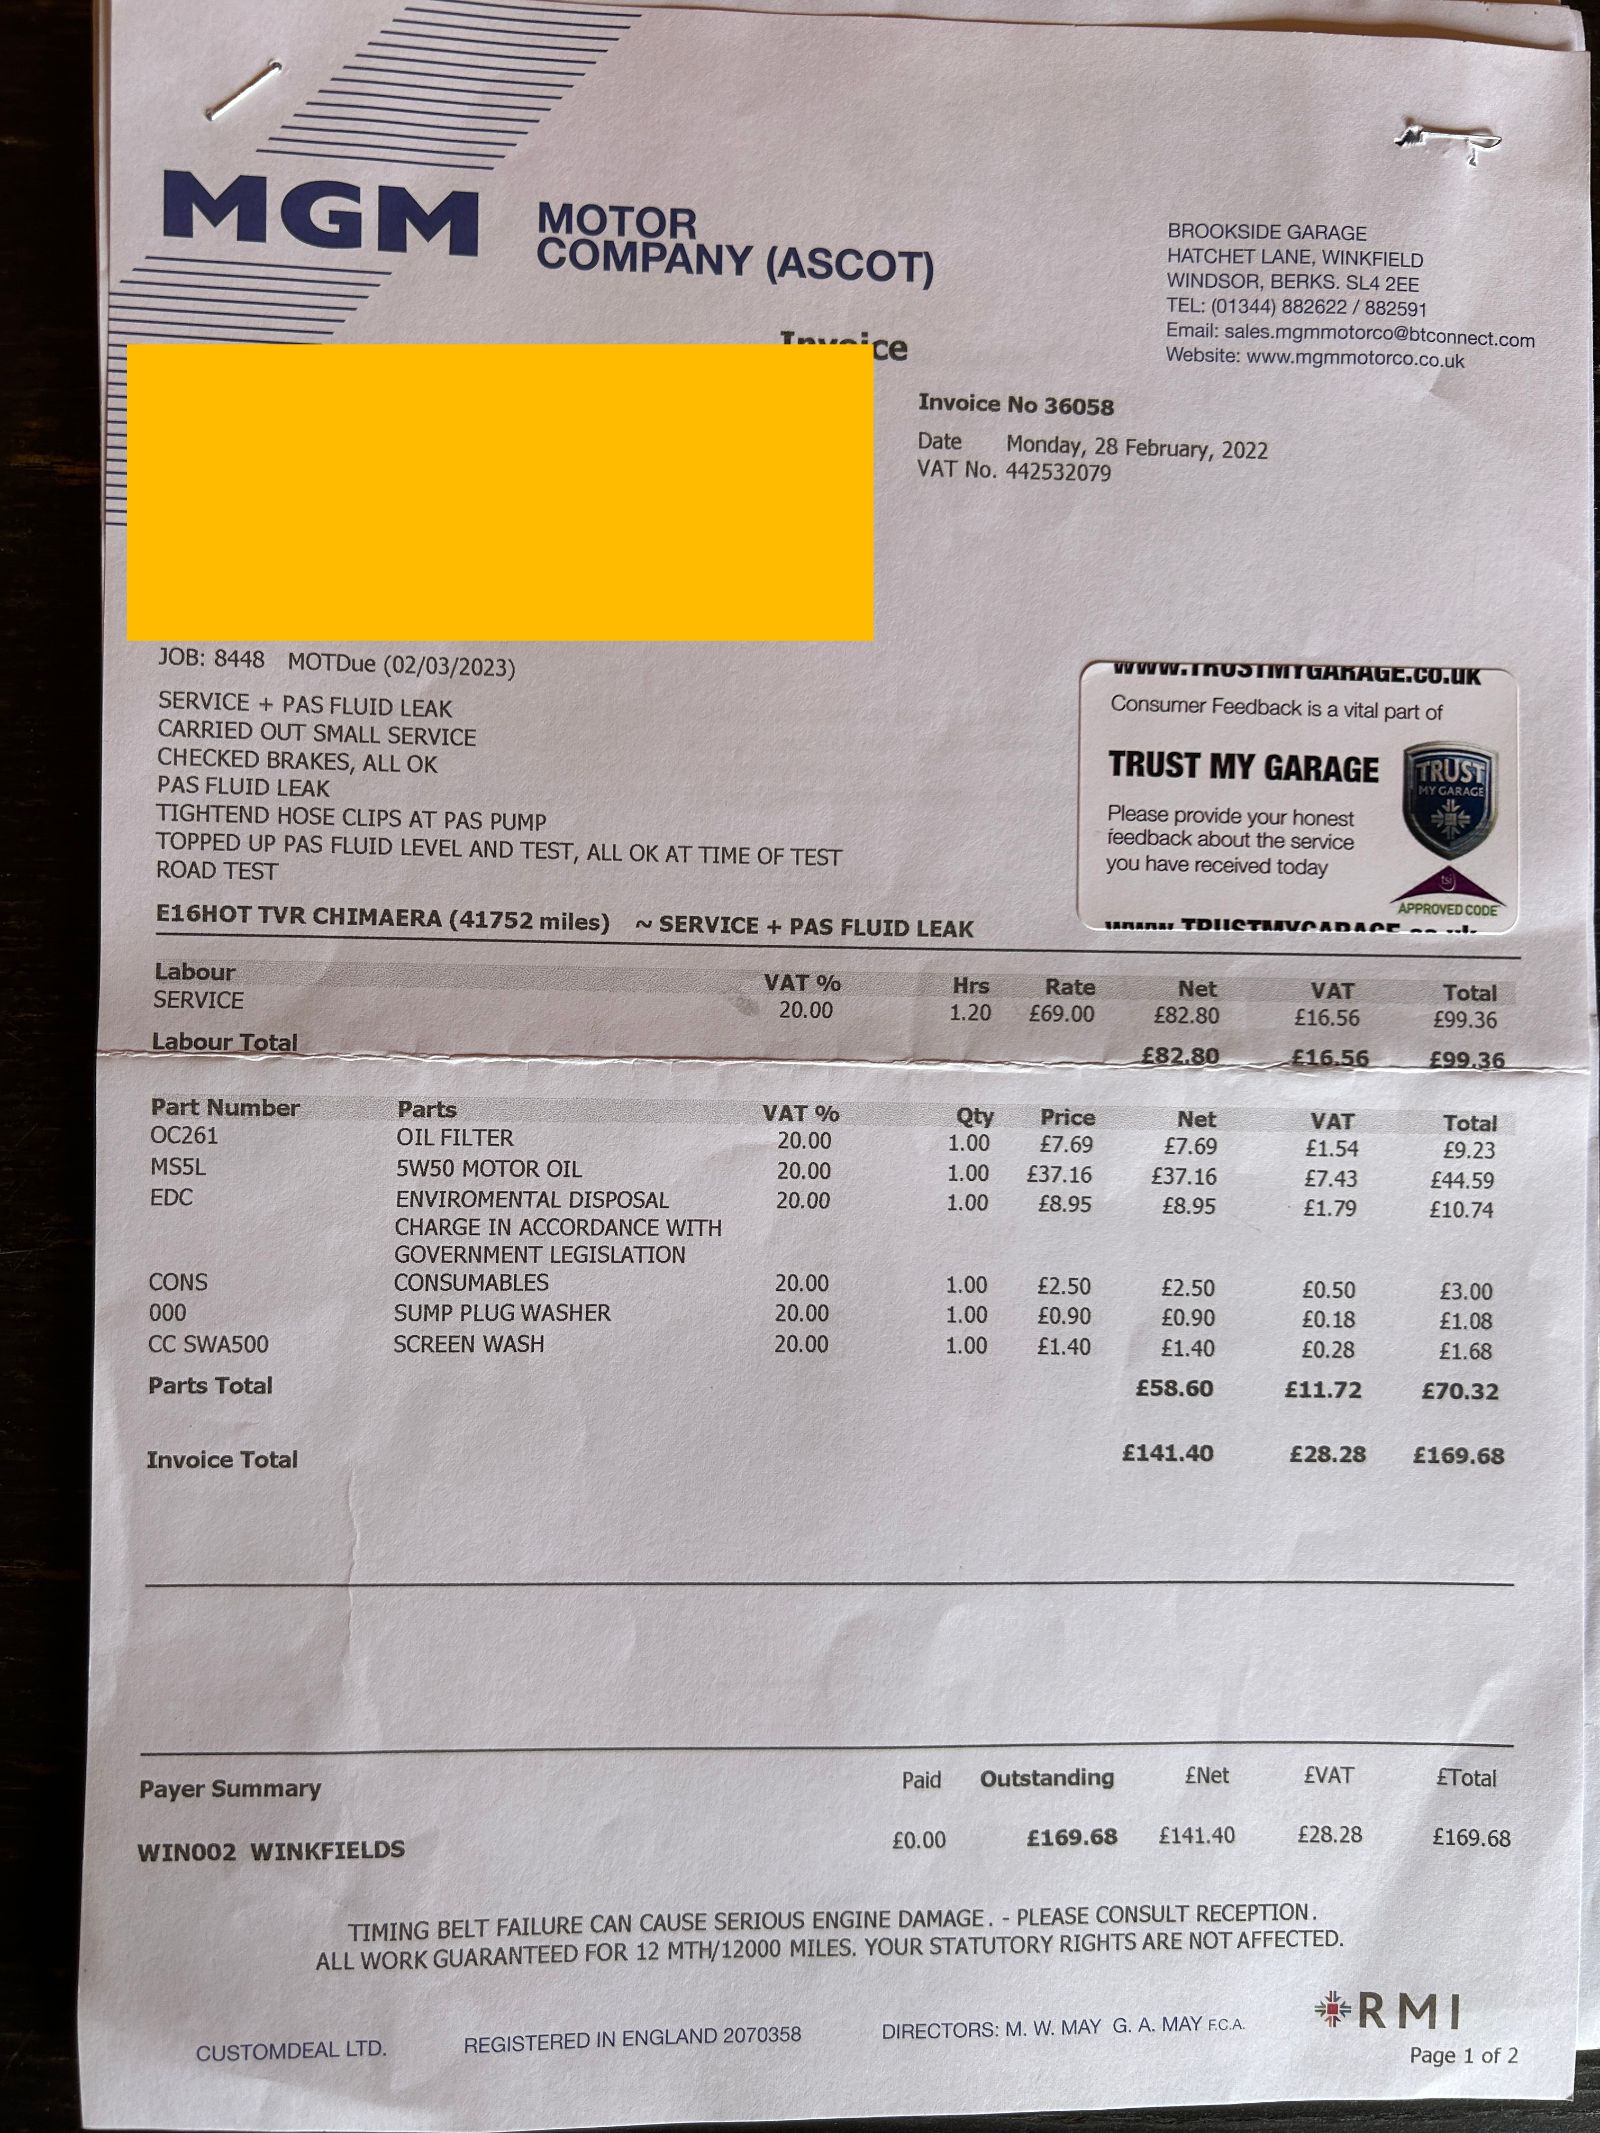 MGM MOTOR
COMPANY (ASCOT)
BROOKSIDE GARAGE
HATCHET LANE, WINKFIELD
WINDSOR, BERKS. SL4 2EE
TEL: (01344) 882622 / 882591
Email: sales.mgmmotorco@btconnect.com
Website: www.mgmmotorco.co.uk
Invoice
Invoice No 36058
Date Monday, 28 February, 2022
VAT No. 442532079
JOB: 8448 MOTDue (02/03/2023)
SERVICE + PAS FLUID LEAK
CARRIED OUT SMALL SERVICE
CHECKED BRAKES, ALL OK
PAS FLUID LEAK
TIGHTEND HOSE CLIPS AT PAS PUMP
TOPPED UP PAS FLUID LEVEL AND TEST, ALL OK AT TIME OF TEST
ROAD TEST
www.TRUSTMYGARAGE.co.uk
Consumer Feedback is a vital part of
TRUST MY GARAGE
Please provide your honest
feedback about the service
you have received today
TRUST
MY GARAGE
tsi
APPROVED CODE
www.TRUSTMYGARAGE.co.uk
E16HOT TVR CHIMAERA (41752 miles) ~ SERVICE + PAS FLUID LEAK
Labour VAT % Hrs Rate Net VAT Total
SERVICE 20.00 1.20 £69.00 £82.80 £16.56 £99.36
Labour Total £82.80 £16.56 £99.36
Part Number Parts VAT % Qty Price Net VAT Total
OC261 OIL FILTER 20.00 1.00 £7.69 £7.69 £1.54 £9.23
MS5L 5W50 MOTOR OIL 20.00 1.00 £37.16 £37.16 £7.43 £44.59
EDC ENVIROMENTAL DISPOSAL 20.00 1.00 £8.95 £8.95 £1.79 £10.74
CHARGE IN ACCORDANCE WITH
GOVERNMENT LEGISLATION
CONS CONSUMABLES 20.00 1.00 £2.50 £2.50 £0.50 £3.00
000 SUMP PLUG WASHER 20.00 1.00 £0.90 £0.90 £0.18 £1.08
CC SWA500 SCREEN WASH 20.00 1.00 £1.40 £1.40 £0.28 £1.68
Parts Total £58.60 £11.72 £70.32
Invoice Total £141.40 £28.28 £169.68
Payer Summary Paid Outstanding £Net £VAT £Total
WIN002 WINKFIELDS £0.00 £169.68 £141.40 £28.28 £169.68
TIMING BELT FAILURE CAN CAUSE SERIOUS ENGINE DAMAGE. - PLEASE CONSULT RECEPTION.
ALL WORK GUARANTEED FOR 12 MTH/12000 MILES. YOUR STATUTORY RIGHTS ARE NOT AFFECTED.
RMI
CUSTOMDEAL LTD. REGISTERED IN ENGLAND 2070358 DIRECTORS: M. W. MAY G. A. MAY F.C.A.
Page 1 of 2